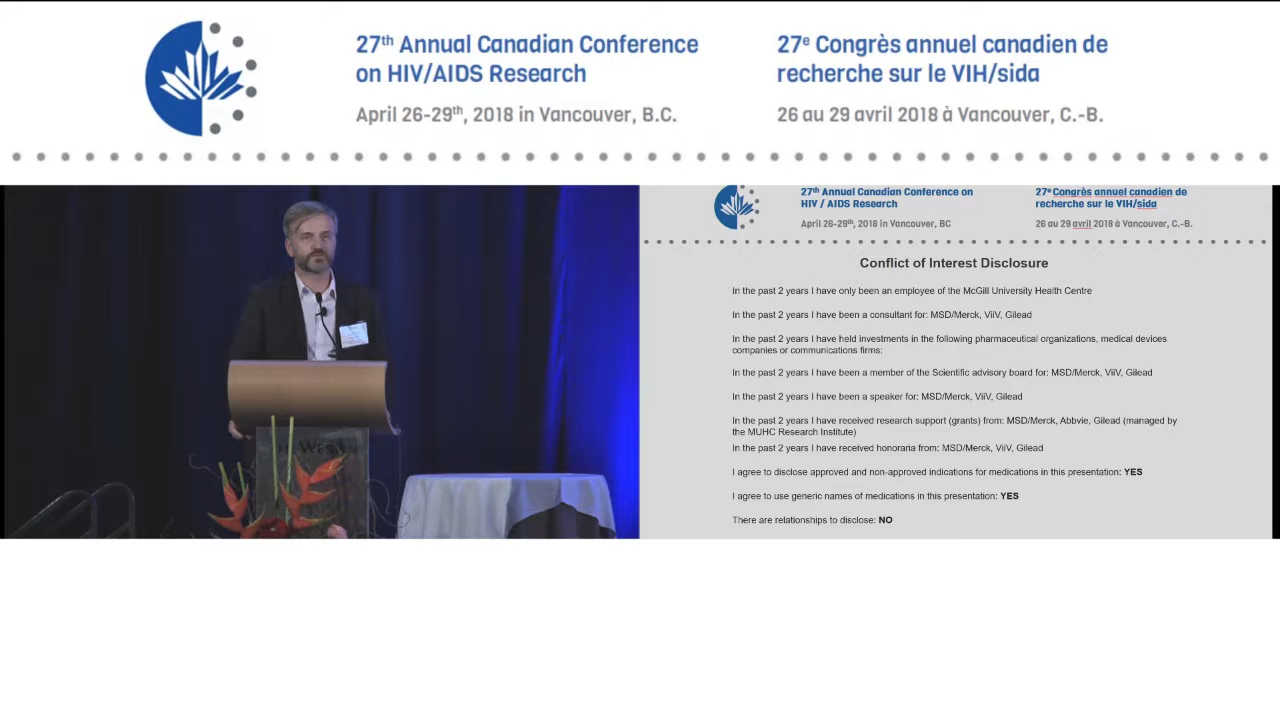 27th Annual Canadian Conference
on HIV/AIDS Research
April 26-29th, 2018 in Vancouver, B.C.
27e Congrès annuel canadien de
recherche sur le VIH/sida
26 au 29 avril 2018 à Vancouver, C.-B.
27th Annual Canadian Conference on
HIV / AIDS Research
April 26-29th, 2018 in Vancouver, BC
27e Congrès annuel canadien de
recherche sur le VIH/sida
26 au 29 avril 2018 à Vancouver, C.-B.
Conflict of Interest Disclosure
In the past 2 years I have only been an employee of the McGill University Health Centre
In the past 2 years I have been a consultant for: MSD/Merck, ViiV, Gilead
In the past 2 years I have held investments in the following pharmaceutical organizations, medical devices
companies or communications firms:
In the past 2 years I have been a member of the Scientific advisory board for: MSD/Merck, ViiV, Gilead
In the past 2 years I have been a speaker for: MSD/Merck, ViiV, Gilead
In the past 2 years I have received research support (grants) from: MSD/Merck, Abbvie, Gilead (managed by
the MUHC Research Institute)
In the past 2 years I have received honoraria from: MSD/Merck, ViiV, Gilead
I agree to disclose approved and non-approved indications for medications in this presentation: YES
I agree to use generic names of medications in this presentation: YES
There are relationships to disclose: NO